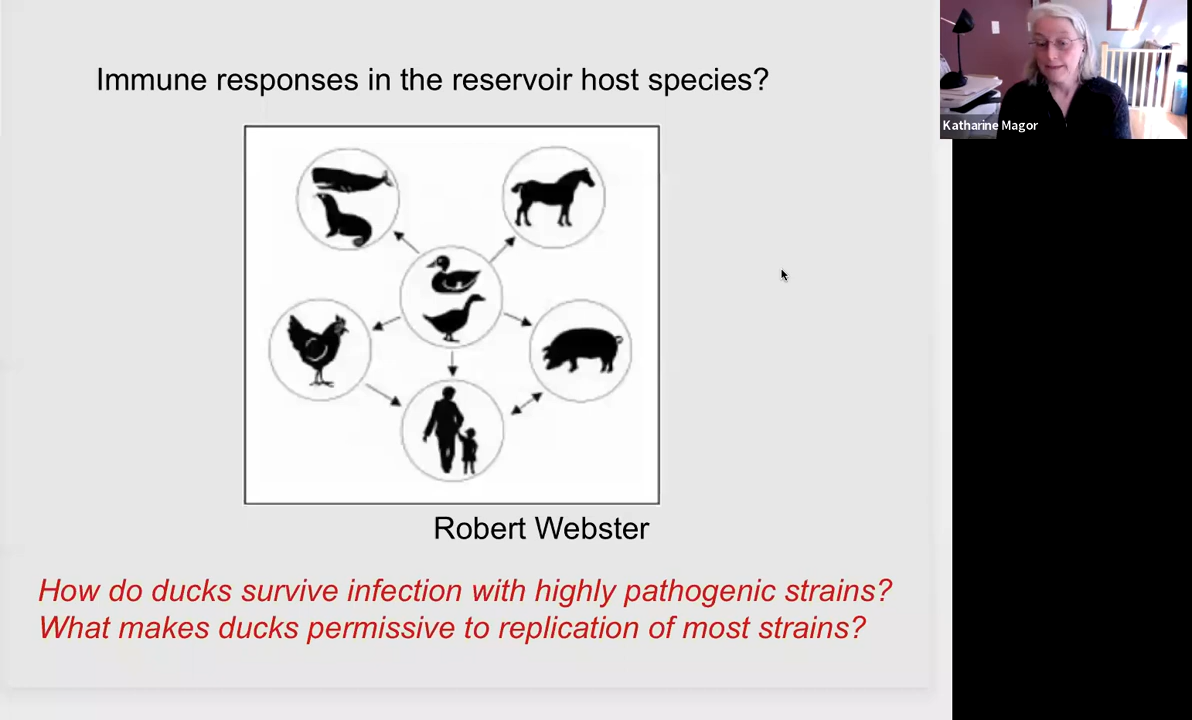 Immune responses in the reservoir host species?
Katharine Magor
Robert Webster
How do ducks survive infection with highly pathogenic strains?
What makes ducks permissive to replication of most strains?